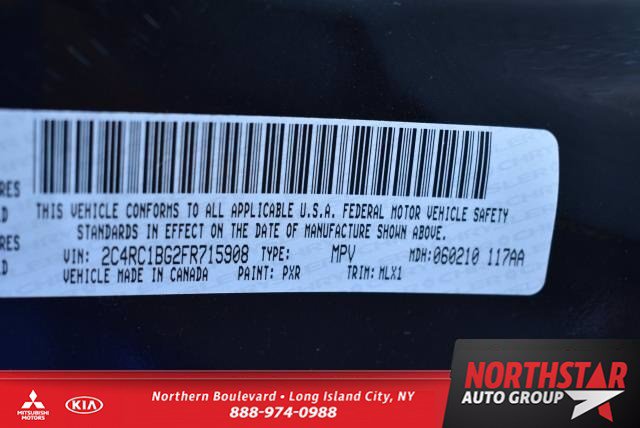 RES
D
RES
D
THIS VEHICLE CONFORMS TO ALL APPLICABLE U.S.A. FEDERAL MOTOR VEHICLE SAFETY
STANDARDS IN EFFECT ON THE DATE OF MANUFACTURE SHOWN ABOVE.
VIN: 2C4RC1BG2FR715908 TYPE: MPV MDH: 060210 117AA
VEHICLE MADE IN CANADA PAINT: PXR TRIM: MLX1
NORTHSTAR
AUTO GROUP
MITSUBISHI
MOTORS
KIA
Northern Boulevard • Long Island City, NY
888-974-0988